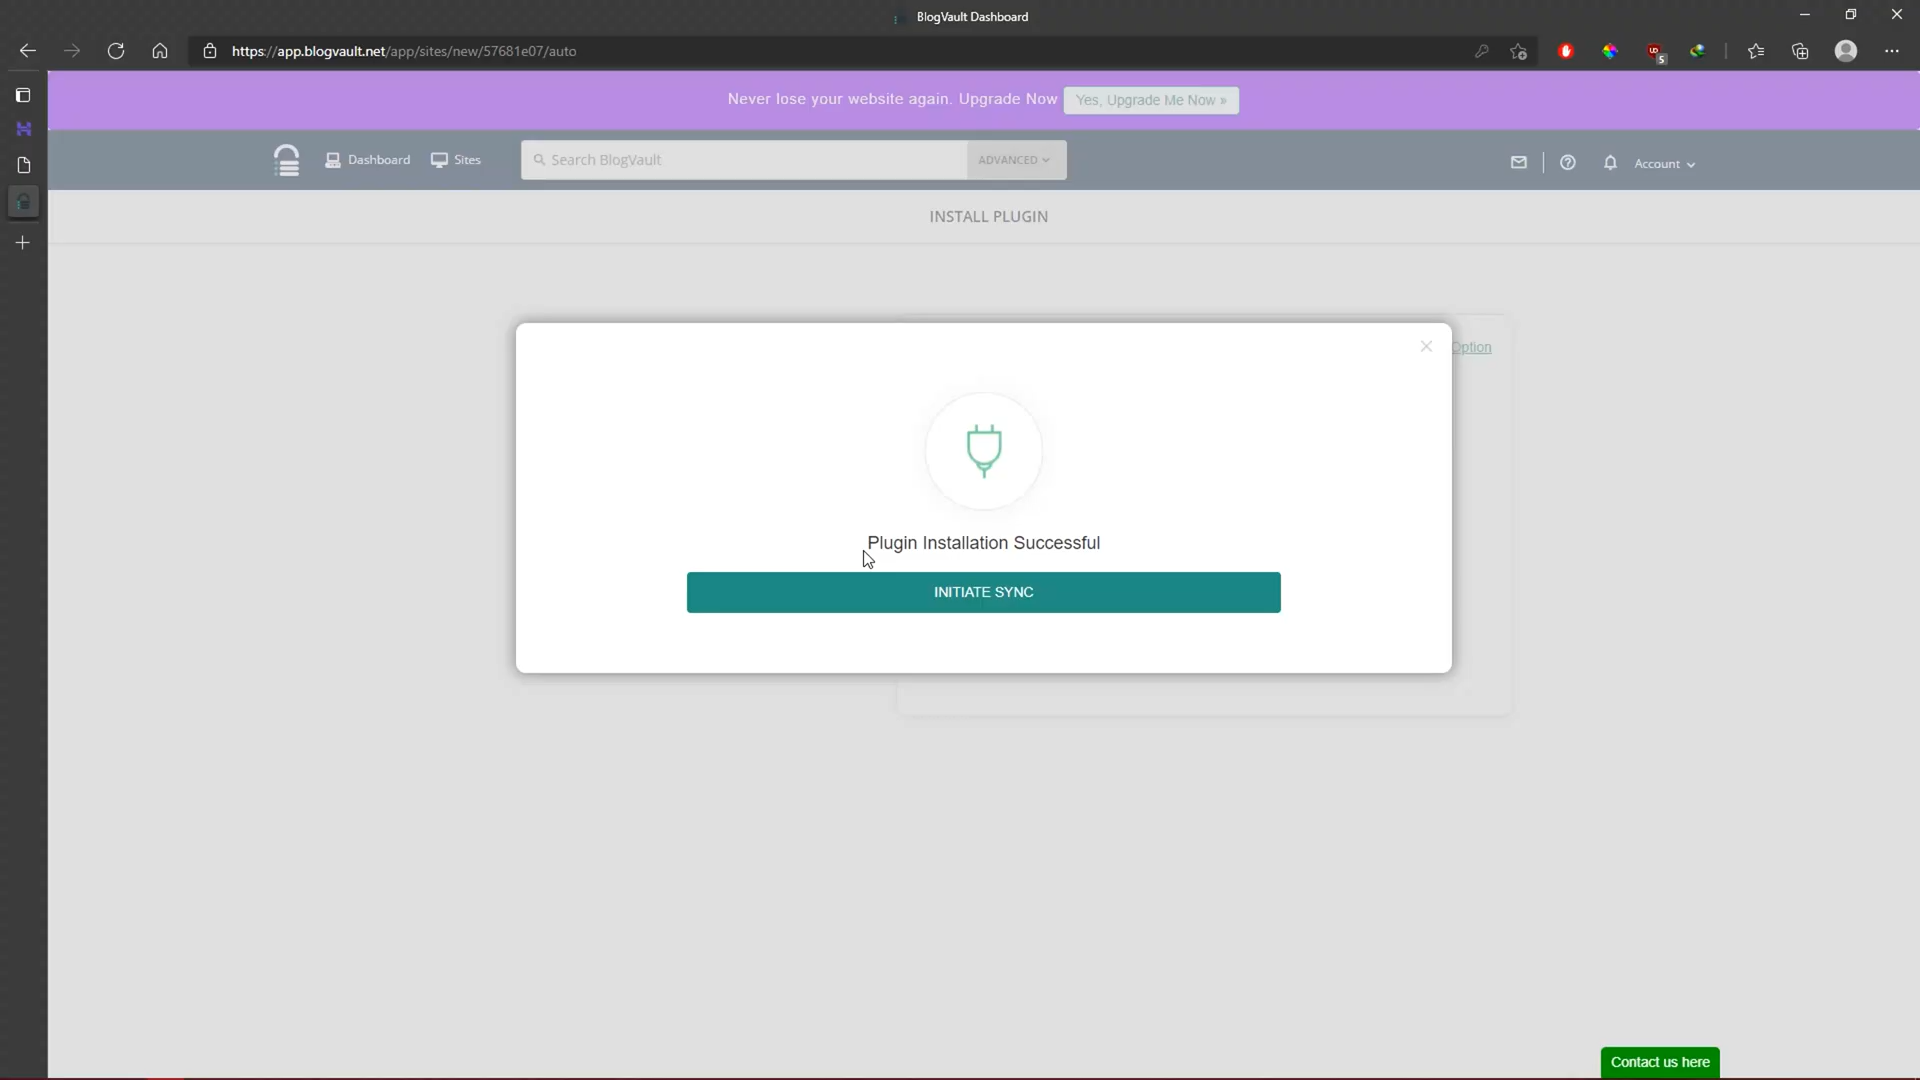 BlogVault Dashboard
https://app.blogvault.net/app/sites/new/57681e07/auto
UD
5
Never lose your website again. Upgrade Now
Yes, Upgrade Me Now »
Dashboard
Sites
Search BlogVault
ADVANCED
Account
INSTALL PLUGIN
Option
Plugin Installation Successful
INITIATE SYNC
Contact us here